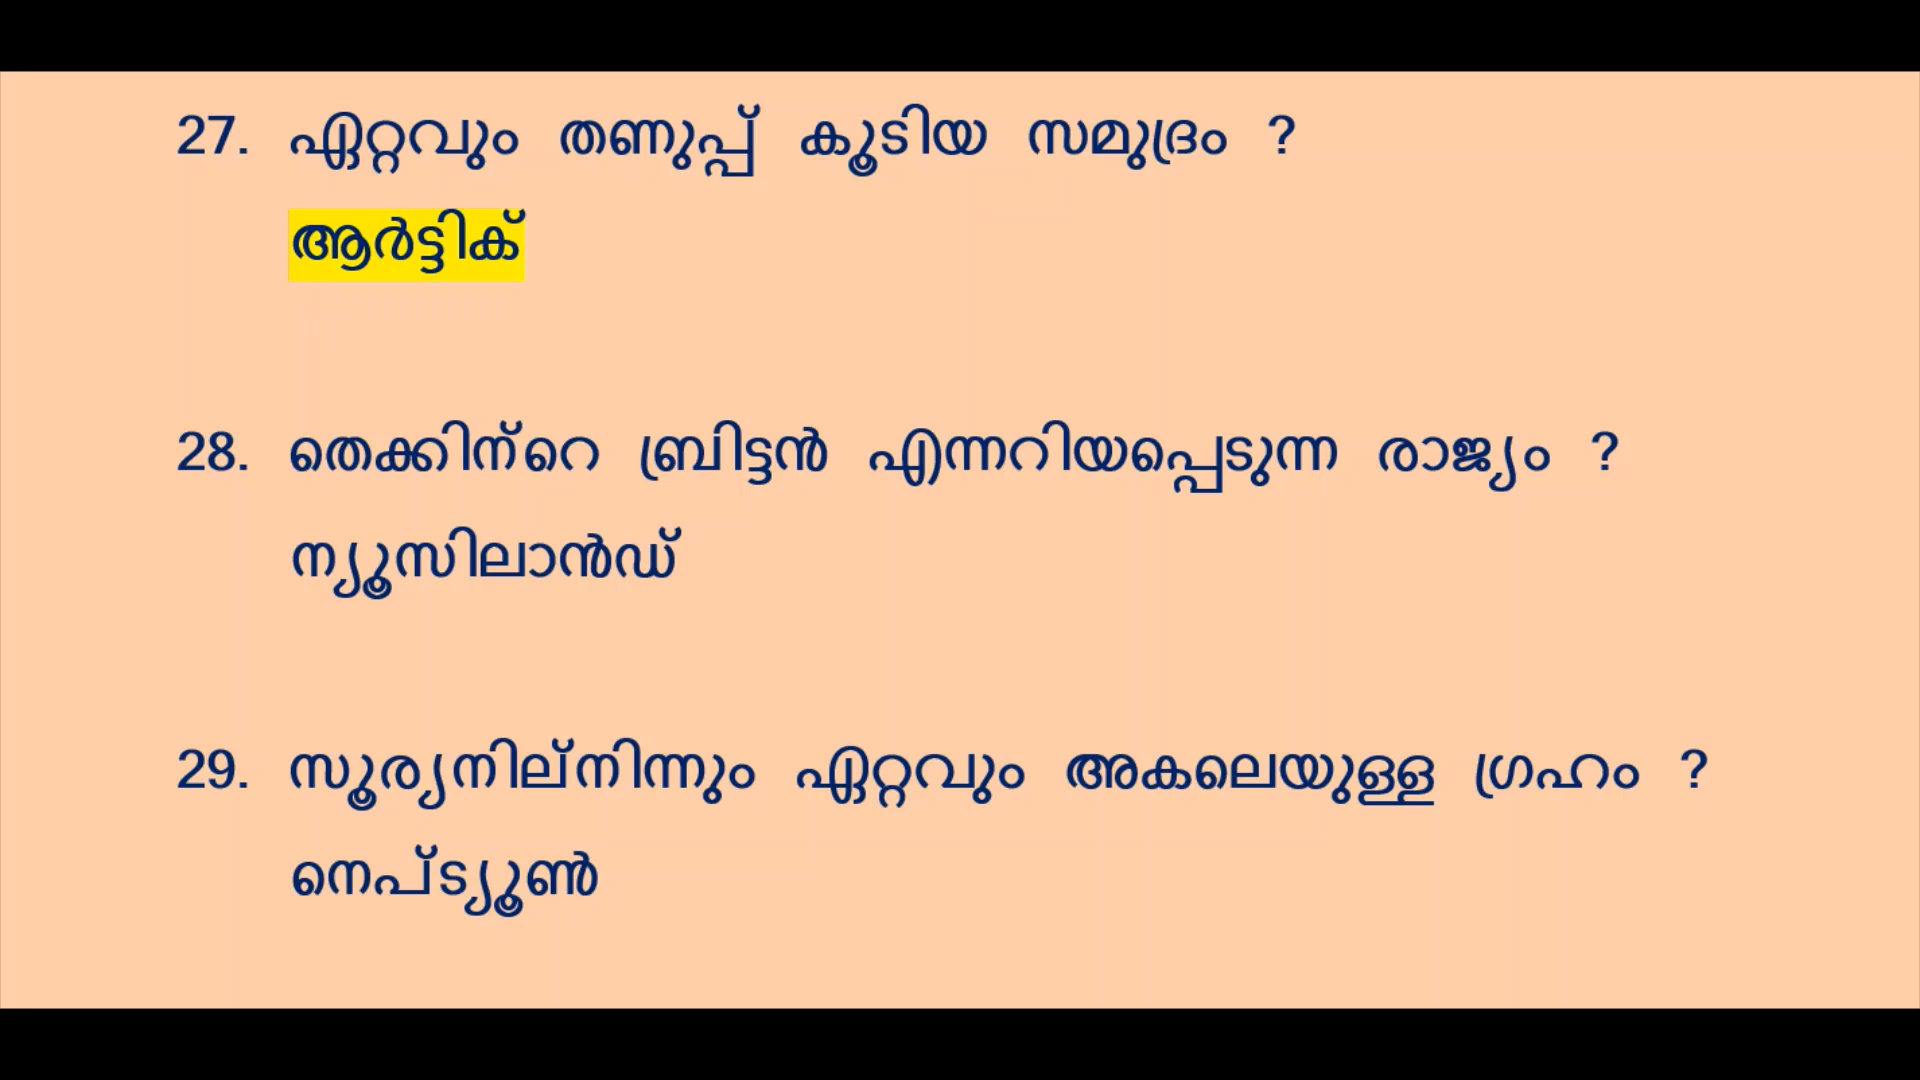 27. ഏറ്റവും തണുപ്പ് കൂടിയ സമുദ്രം ?
ആർട്ടിക്
28. തെക്കിന്റെ ബ്രിട്ടൻ എന്നറിയപ്പെടുന്ന രാജ്യം ?
ന്യൂസിലാൻഡ്
29. സൂര്യനില്നിന്നും ഏറ്റവും അകലെയുള്ള ഗ്രഹം ?
നെപ്ട്യൂൺ